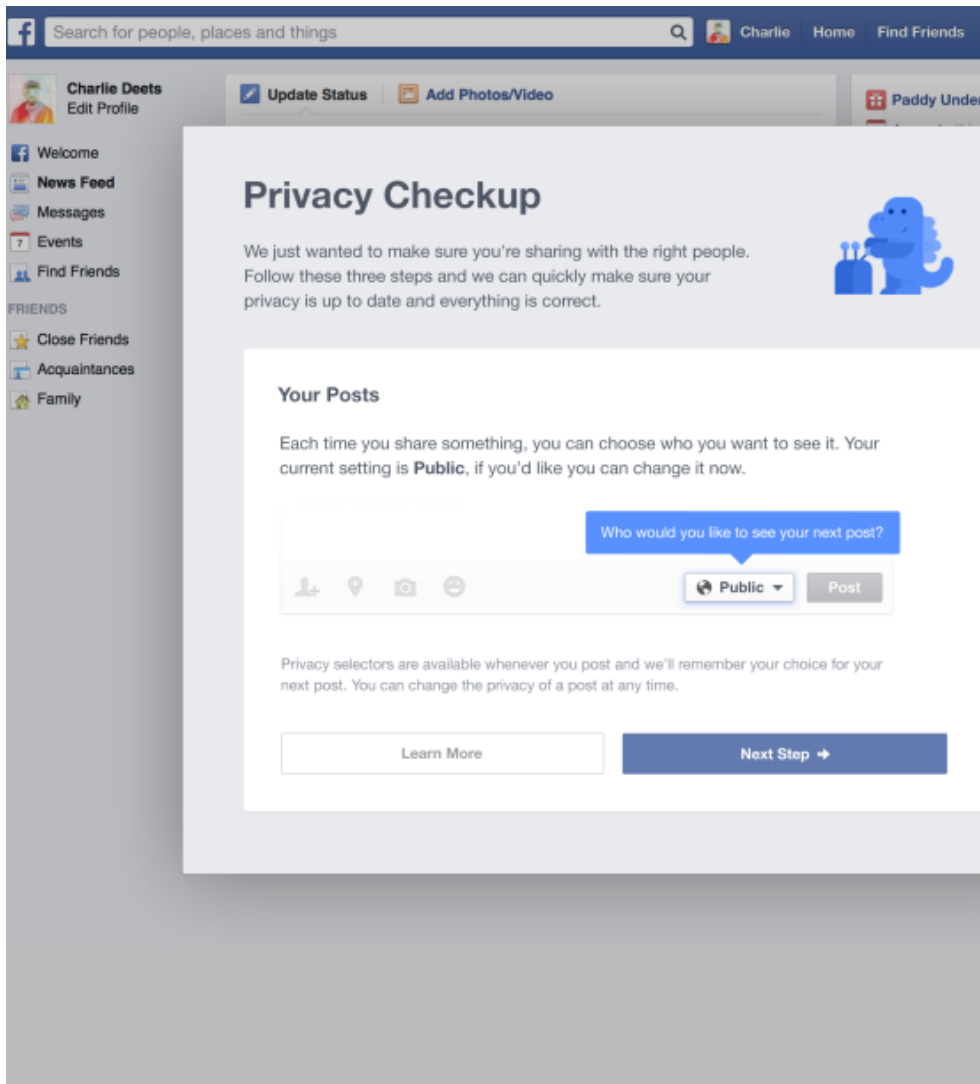 f
Search for people, places and things
Charlie Home Find Friends
Charlie Deets
Edit Profile
Update Status
Add Photos/Video
Paddy Under
Welcome
News Feed
Messages
7
Events
Find Friends
FRIENDS
Close Friends
Acquaintances
Family
Privacy Checkup
We just wanted to make sure you're sharing with the right people.
Follow these three steps and we can quickly make sure your
privacy is up to date and everything is correct.
Your Posts
Each time you share something, you can choose who you want to see it. Your
current setting is Public, if you'd like you can change it now.
Who would you like to see your next post?
Public
Post
Privacy selectors are available whenever you post and we'll remember your choice for your
next post. You can change the privacy of a post at any time.
Learn More
Next Step →